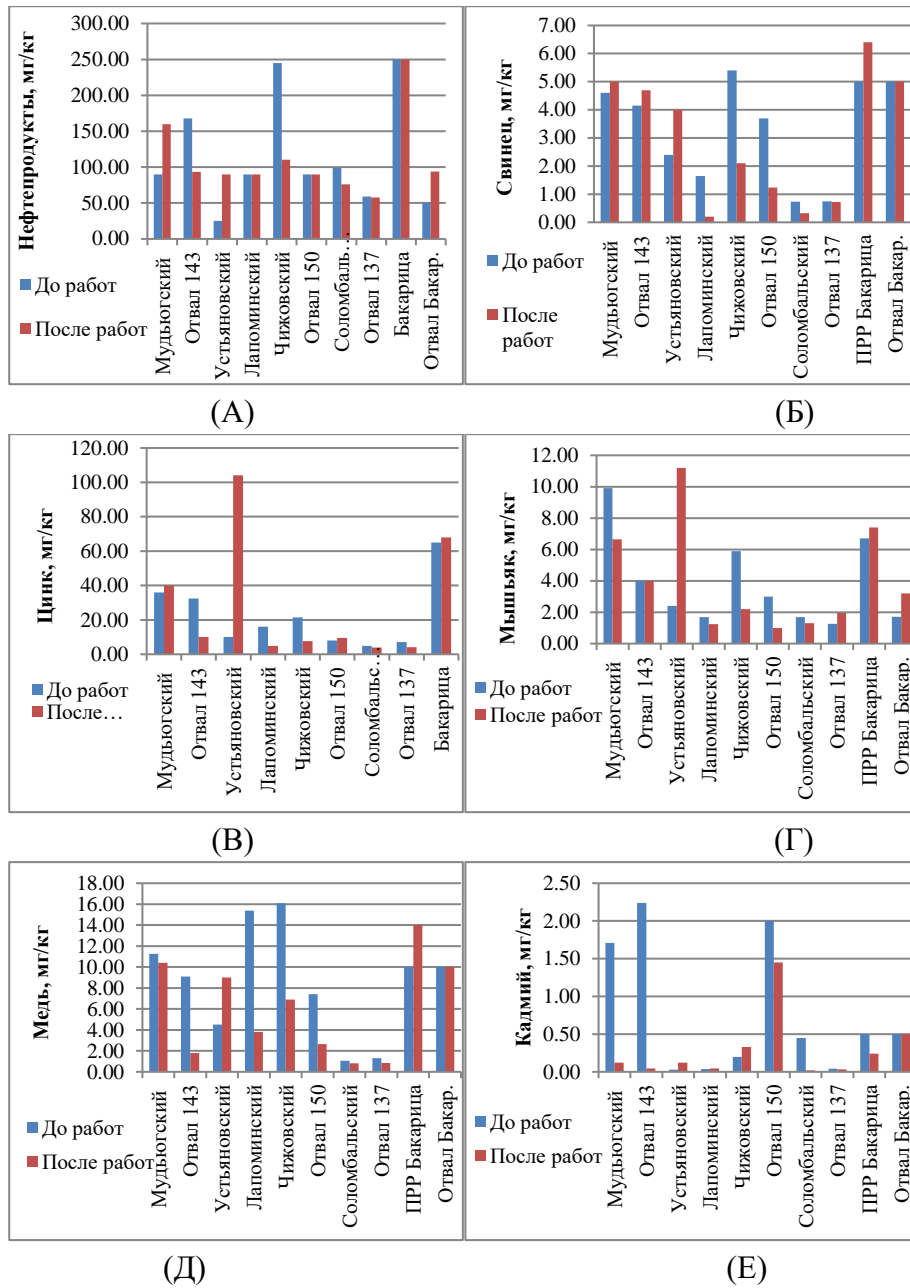 300.00
250.00
200.00
150.00
100.00
50.00
0.00
Нефтепродукты, мг/кг
До работ
После работ
Мудьюгский
Отвал 143
Устьяновский
Лапоминский
Чижовский
Отвал 150
Соломбаль…
Отвал 137
Бакарица
Отвал Бакар.
(А)
7.00
6.00
5.00
4.00
3.00
2.00
1.00
0.00
Свинец, мг/кг
До работ
После
работ
Мудьюгский
Отвал 143
Устьяновский
Лапоминский
Чижовский
Отвал 150
Соломбальский
Отвал 137
ПРР Бакарица
Отвал Бакар.
(Б)
120.00
100.00
80.00
60.00
40.00
20.00
0.00
Цинк, мг/кг
До работ
После…
Мудьюгский
Отвал 143
Устьяновский
Лапоминский
Чижовский
Отвал 150
Соломбальс…
Отвал 137
Бакарица
(В)
12.00
10.00
8.00
6.00
4.00
2.00
0.00
Мышьяк, мг/кг
До работ
После работ
Мудьюгский
Отвал 143
Устьяновский
Лапоминский
Чижовский
Отвал 150
Соломбальский
Отвал 137
ПРР Бакарица
Отвал Бакар.
(Г)
18.00
16.00
14.00
12.00
10.00
8.00
6.00
4.00
2.00
0.00
Медь, мг/кг
До работ
После работ
Мудьюгский
Отвал 143
Устьяновский
Лапоминский
Чижовский
Отвал 150
Соломбальский
Отвал 137
ПРР Бакарица
Отвал Бакар.
(Д)
2.50
2.00
1.50
1.00
0.50
0.00
Кадмий, мг/кг
До работ
После работ
Мудьюгский
Отвал 143
Устьяновский
Лапоминский
Чижовский
Отвал 150
Соломбальский
Отвал 137
ПРР Бакарица
Отвал Бакар.
(Е)